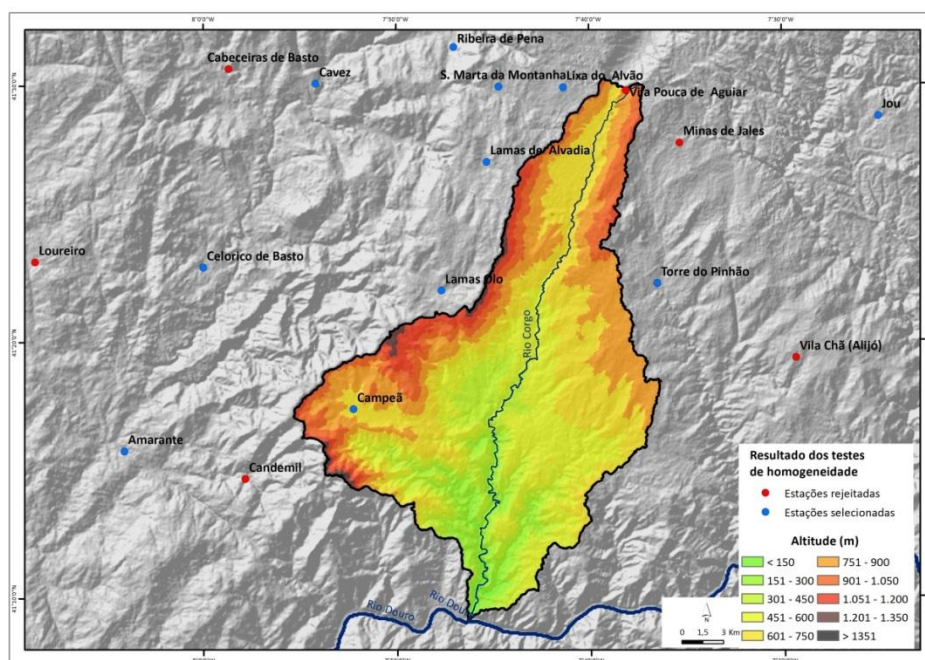 8°0'0"W
7°50'0"W
7°40'0"W
7°30'0"W
Ribeira de Pena
Cabeceiras de Basto
Cavez
S. Marta da Montanha
Lixa do Alvão
Vila Pouca de Aguiar
Jou
Minas de Jales
Lamas de Alvadia
Loureiro
Celorico de Basto
Lamas Olo
Torre do Pinhão
41°20'0"N
Rio Corgo
Vila Chã (Alijó)
Campeã
Amarante
Candemil
Resultado dos testes
de homogeneidade
Estações rejeitadas
Estações selecionadas
Altitude (m)
< 150
151 - 300
301 - 450
451 - 600
601 - 750
751 - 900
901 - 1.050
1.051 - 1.200
1.201 - 1.350
> 1351
N
0 1,5 3 Km
Rio Douro
Rio Douro